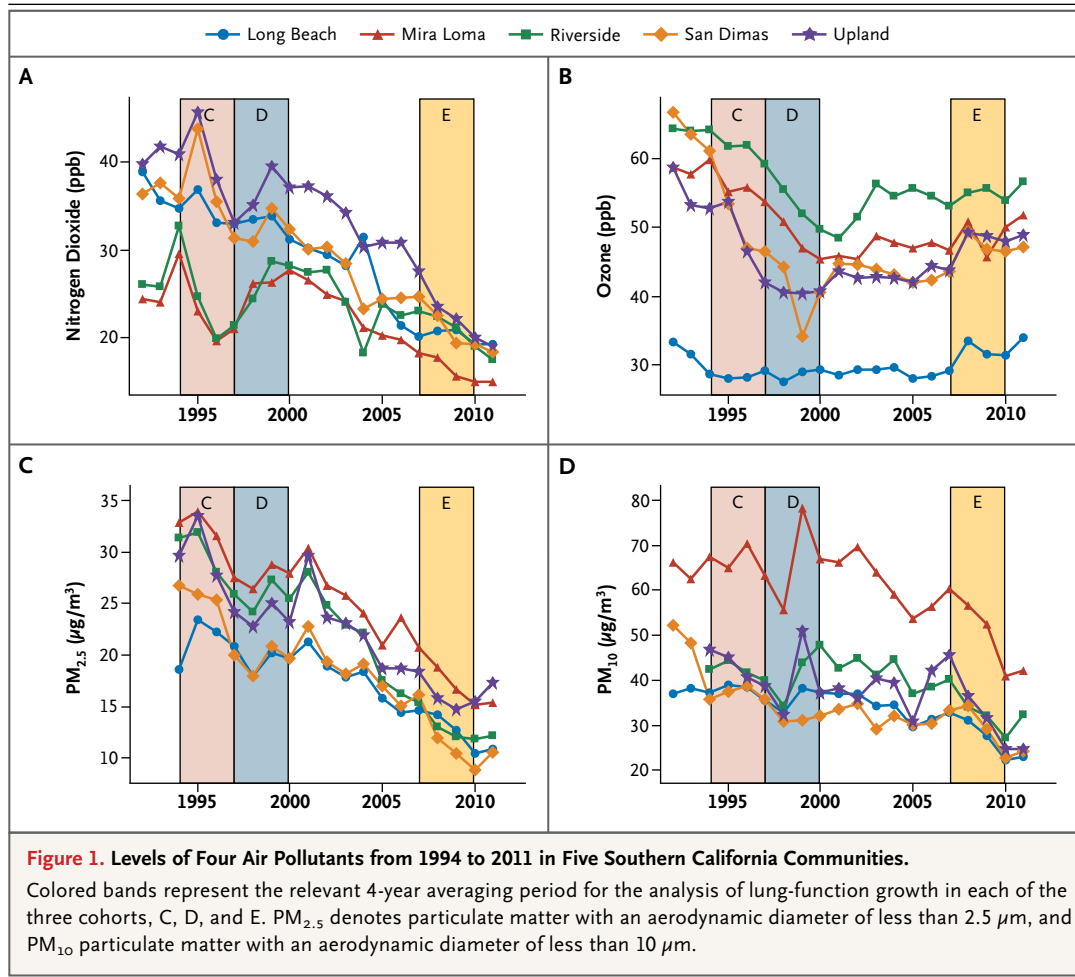 Long Beach Mira Loma Riverside San Dimas Upland
A
C D E
Nitrogen Dioxide (ppb)
40
30
20
1995 2000 2005 2010
B
C D E
Ozone (ppb)
60
50
40
30
1995 2000 2005 2010
C
C D E
PM2.5 (µg/m³)
35
30
25
20
15
10
1995 2000 2005 2010
D
C D E
PM10 (µg/m³)
80
70
60
50
40
30
20
1995 2000 2005 2010
Figure 1. Levels of Four Air Pollutants from 1994 to 2011 in Five Southern California Communities.
Colored bands represent the relevant 4-year averaging period for the analysis of lung-function growth in each of the
three cohorts, C, D, and E. PM2.5 denotes particulate matter with an aerodynamic diameter of less than 2.5 µm, and
PM10 particulate matter with an aerodynamic diameter of less than 10 µm.